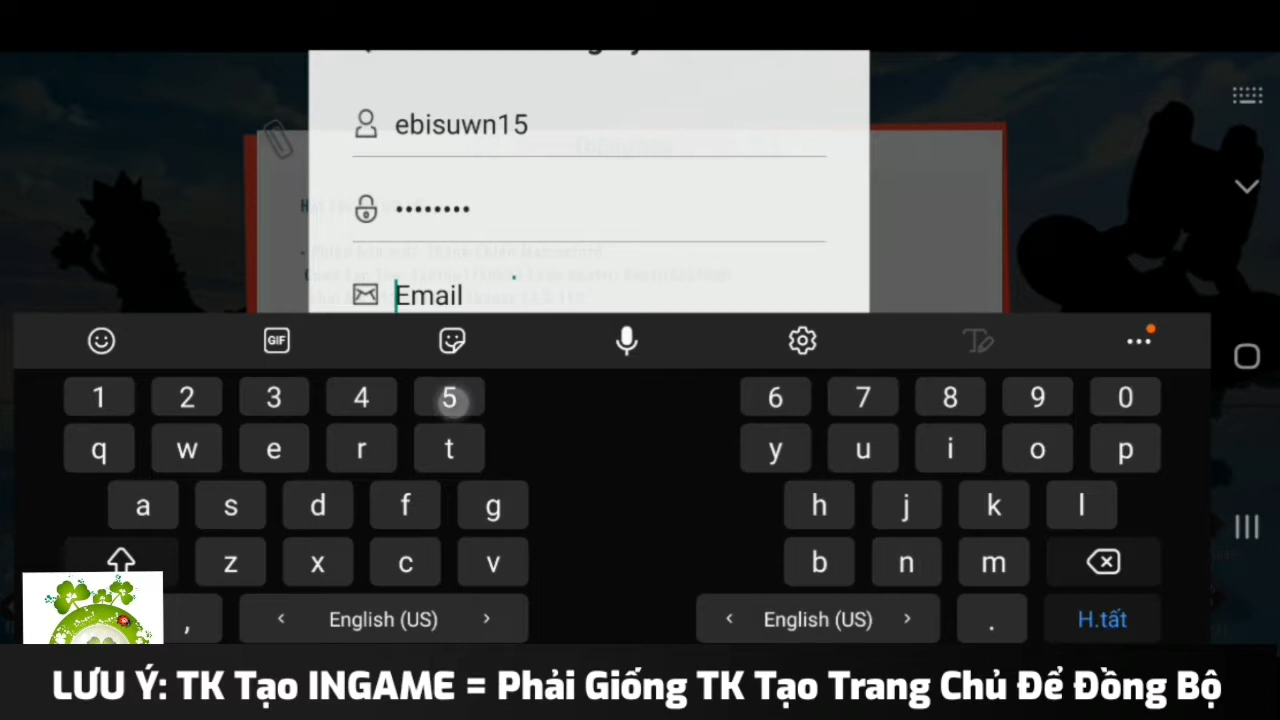 ebisuwn15
••••••••
Email
GIF
1 2 3 4 5 6 7 8 9 0
q w e r t y u i o p
a s d f g h j k l
z x c v b n m
, < English (US) > < English (US) > . H.tất
LƯU Ý: TK Tạo INGAME = Phải Giống TK Tạo Trang Chủ Để Đồng Bộ